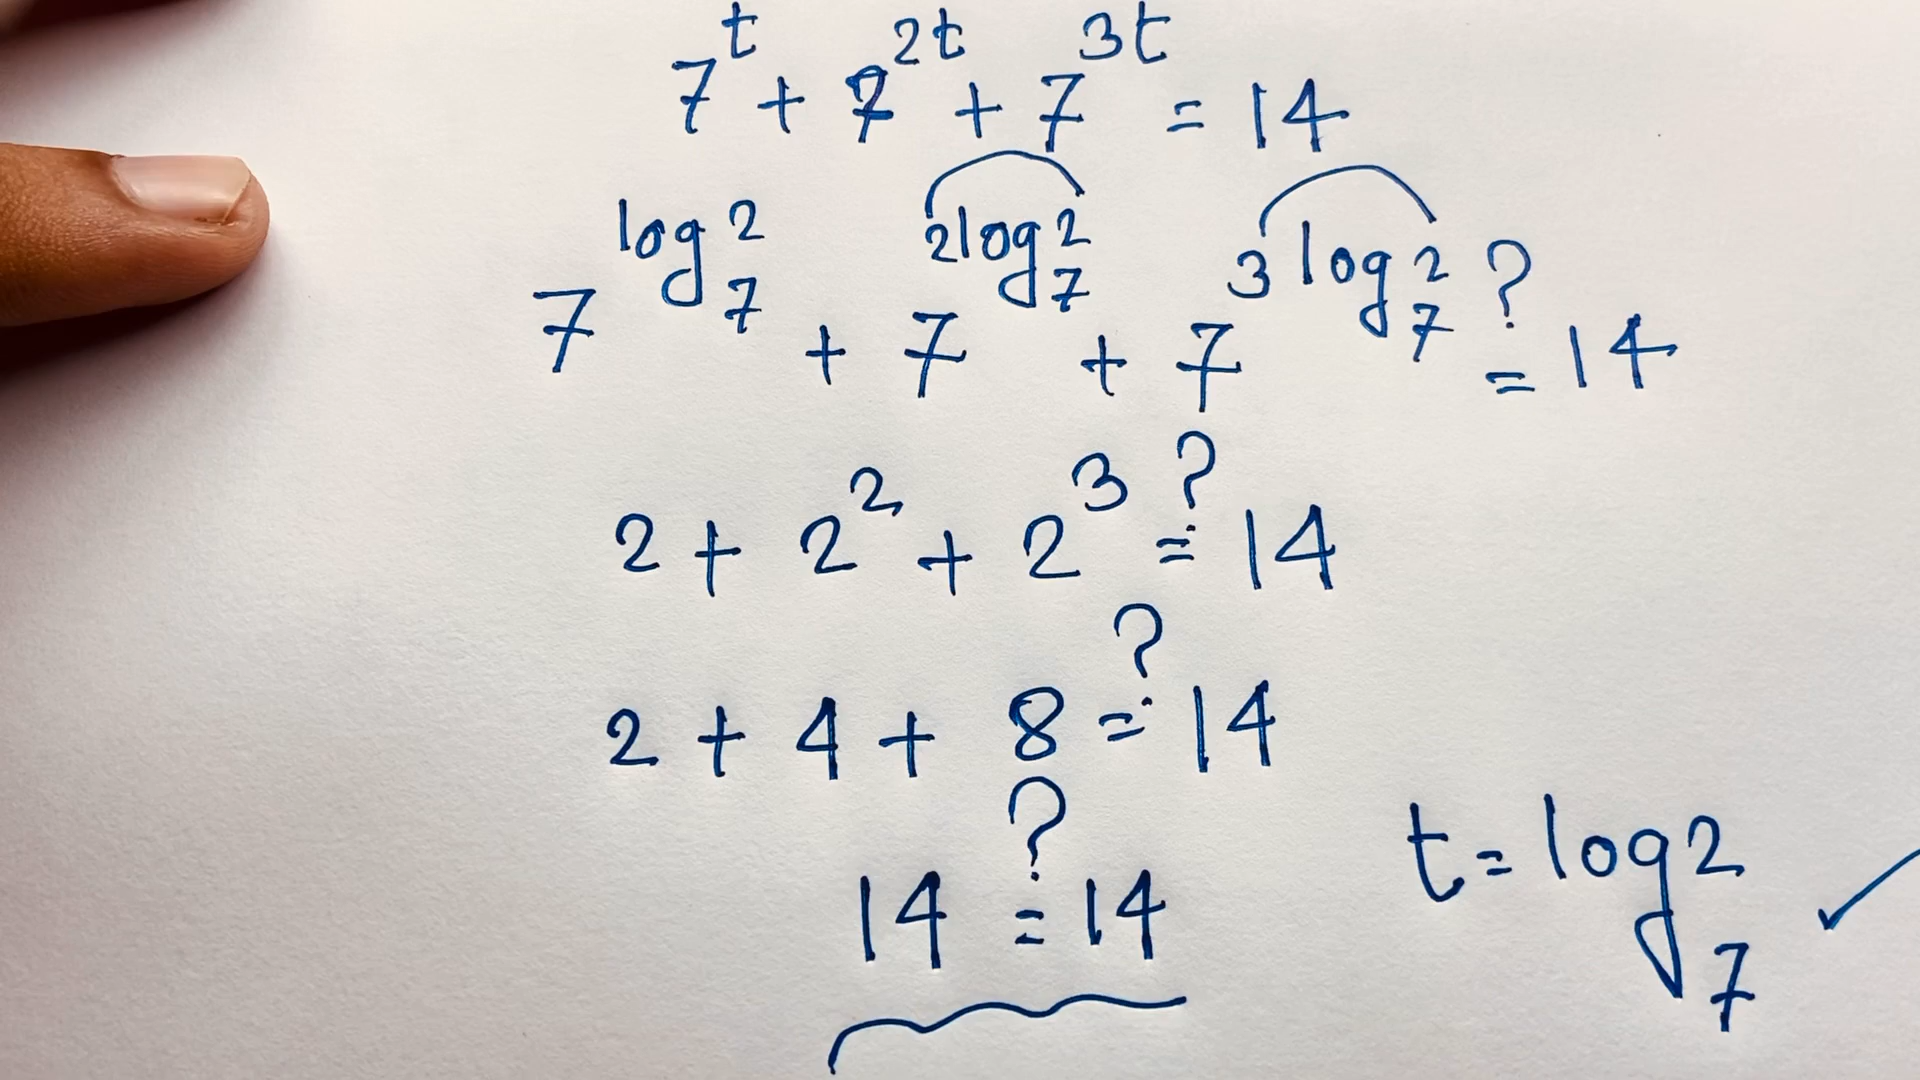 7^t + 7^2t + 7^3t = 14
7^log_7 2 + 7^2log_7 2 + 7^3log_7 2 ?= 14
2 + 2^2 + 2^3 ?= 14
2 + 4 + 8 ?= 14
14 ?= 14
t = log_7 2 ✓